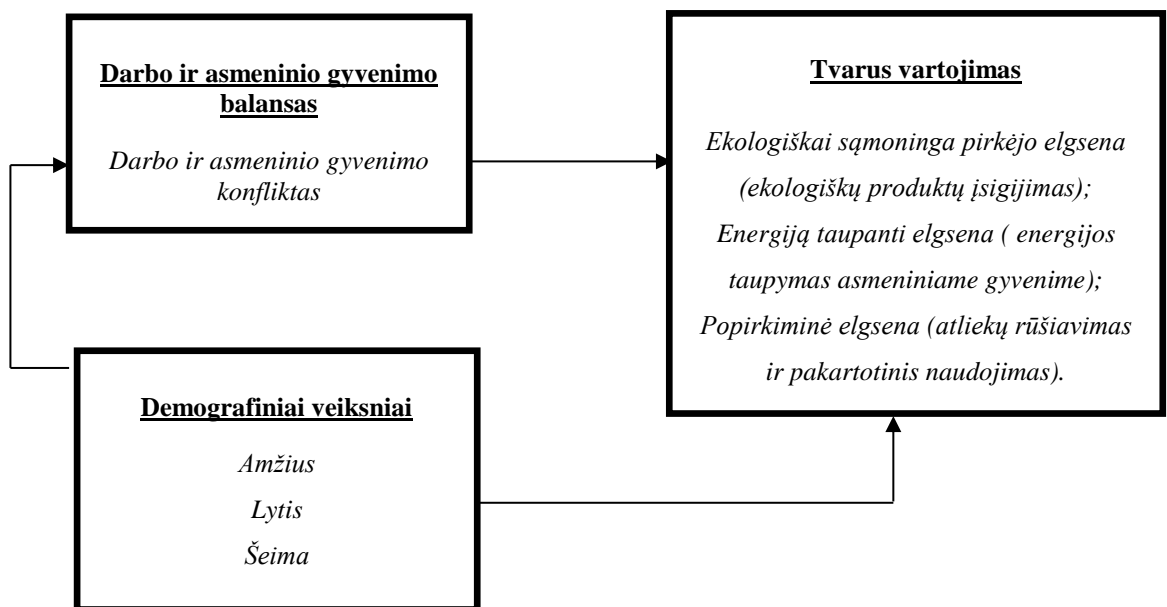 Darbo ir asmeninio gyvenimo
balansas
Darbo ir asmeninio gyvenimo
konfliktas
Tvarus vartojimas
Ekologiškai sąmoninga pirkėjo elgsena
(ekologiškų produktų įsigijimas);
Energiją taupanti elgsena ( energijos
taupymas asmeniniame gyvenime);
Popirkiminė elgsena (atliekų rūšiavimas
ir pakartotinis naudojimas).
Demografiniai veiksniai
Amžius
Lytis
Šeima